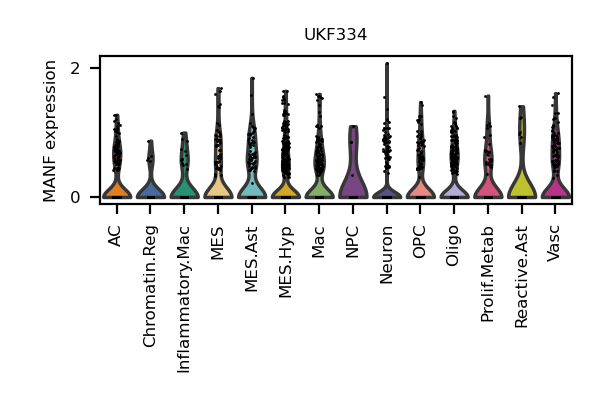 UKF334
MANF expression
2
0
AC
Chromatin.Reg
Inflammatory.Mac
MES
MES.Ast
MES.Hyp
Mac
NPC
Neuron
OPC
Oligo
Prolif.Metab
Reactive.Ast
Vasc